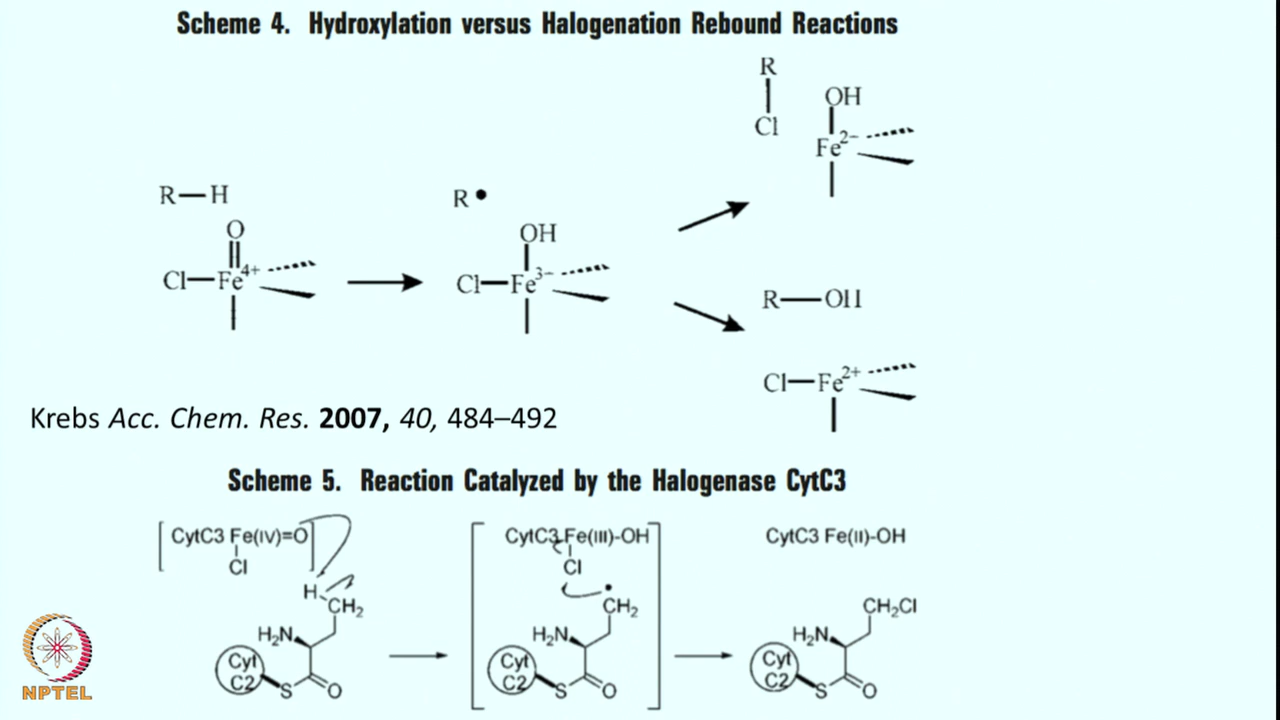 Scheme 4. Hydroxylation versus Halogenation Rebound Reactions
R
Cl
OH
Fe2−
R—H
O
Cl—Fe4+
R•
OH
Cl—Fe3−
R—OH
Cl—Fe2+
Krebs Acc. Chem. Res. 2007, 40, 484–492
Scheme 5. Reaction Catalyzed by the Halogenase CytC3
[CytC3 Fe(IV)=O]
Cl
H
CH2
H2N
Cyt
C2
S
O
[CytC3 Fe(III)-OH]
Cl
•
CH2
H2N
Cyt
C2
S
O
CytC3 Fe(II)-OH
CH2Cl
H2N
Cyt
C2
S
O
NPTEL